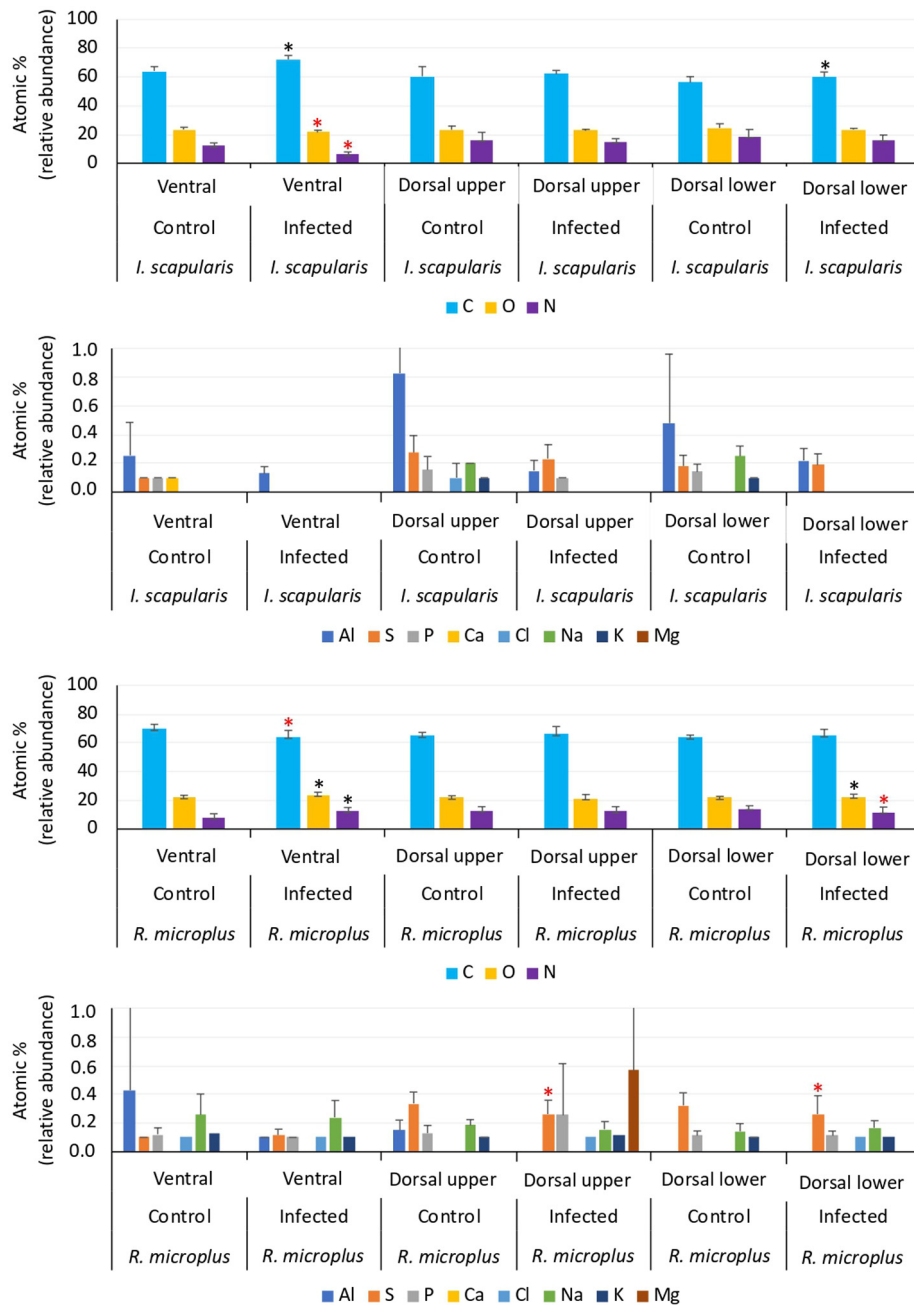 Atomic %
(relative abundance)
100
80
60
40
20
0
*
*
*
*
Ventral Ventral Dorsal upper Dorsal upper Dorsal lower Dorsal lower
Control Infected Control Infected Control Infected
I. scapularis I. scapularis I. scapularis I. scapularis I. scapularis I. scapularis
C O N
Atomic %
(relative abundance)
1.0
0.8
0.6
0.4
0.2
0.0
Ventral Ventral Dorsal upper Dorsal upper Dorsal lower Dorsal lower
Control Infected Control Infected Control Infected
I. scapularis I. scapularis I. scapularis I. scapularis I. scapularis I. scapularis
Al S P Ca Cl Na K Mg
Atomic %
(relative abundance)
100
80
60
40
20
0
*
* *
* *
Ventral Ventral Dorsal upper Dorsal upper Dorsal lower Dorsal lower
Control Infected Control Infected Control Infected
R. microplus R. microplus R. microplus R. microplus R. microplus R. microplus
C O N
Atomic %
(relative abundance)
1.0
0.8
0.6
0.4
0.2
0.0
* *
Ventral Ventral Dorsal upper Dorsal upper Dorsal lower Dorsal lower
Control Infected Control Infected Control Infected
R. microplus R. microplus R. microplus R. microplus R. microplus R. microplus
Al S P Ca Cl Na K Mg